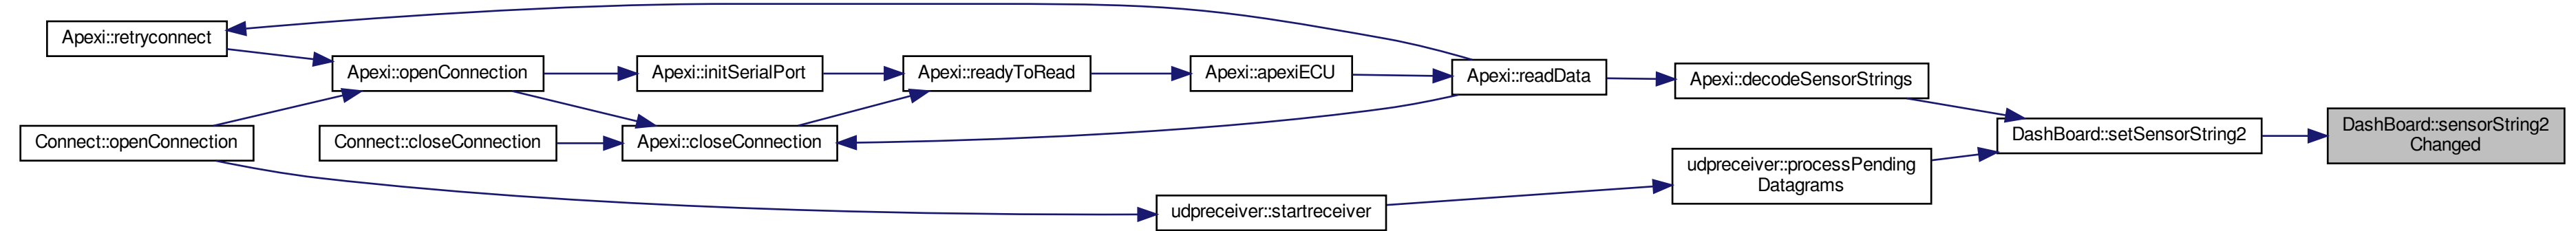 Apexi::retryconnect
Apexi::openConnection
Apexi::initSerialPort
Apexi::readyToRead
Apexi::apexiECU
Apexi::readData
Apexi::decodeSensorStrings
DashBoard::sensorString2
Changed
Connect::openConnection
Connect::closeConnection
Apexi::closeConnection
DashBoard::setSensorString2
udpreceiver::processPending
Datagrams
udpreceiver::startreceiver